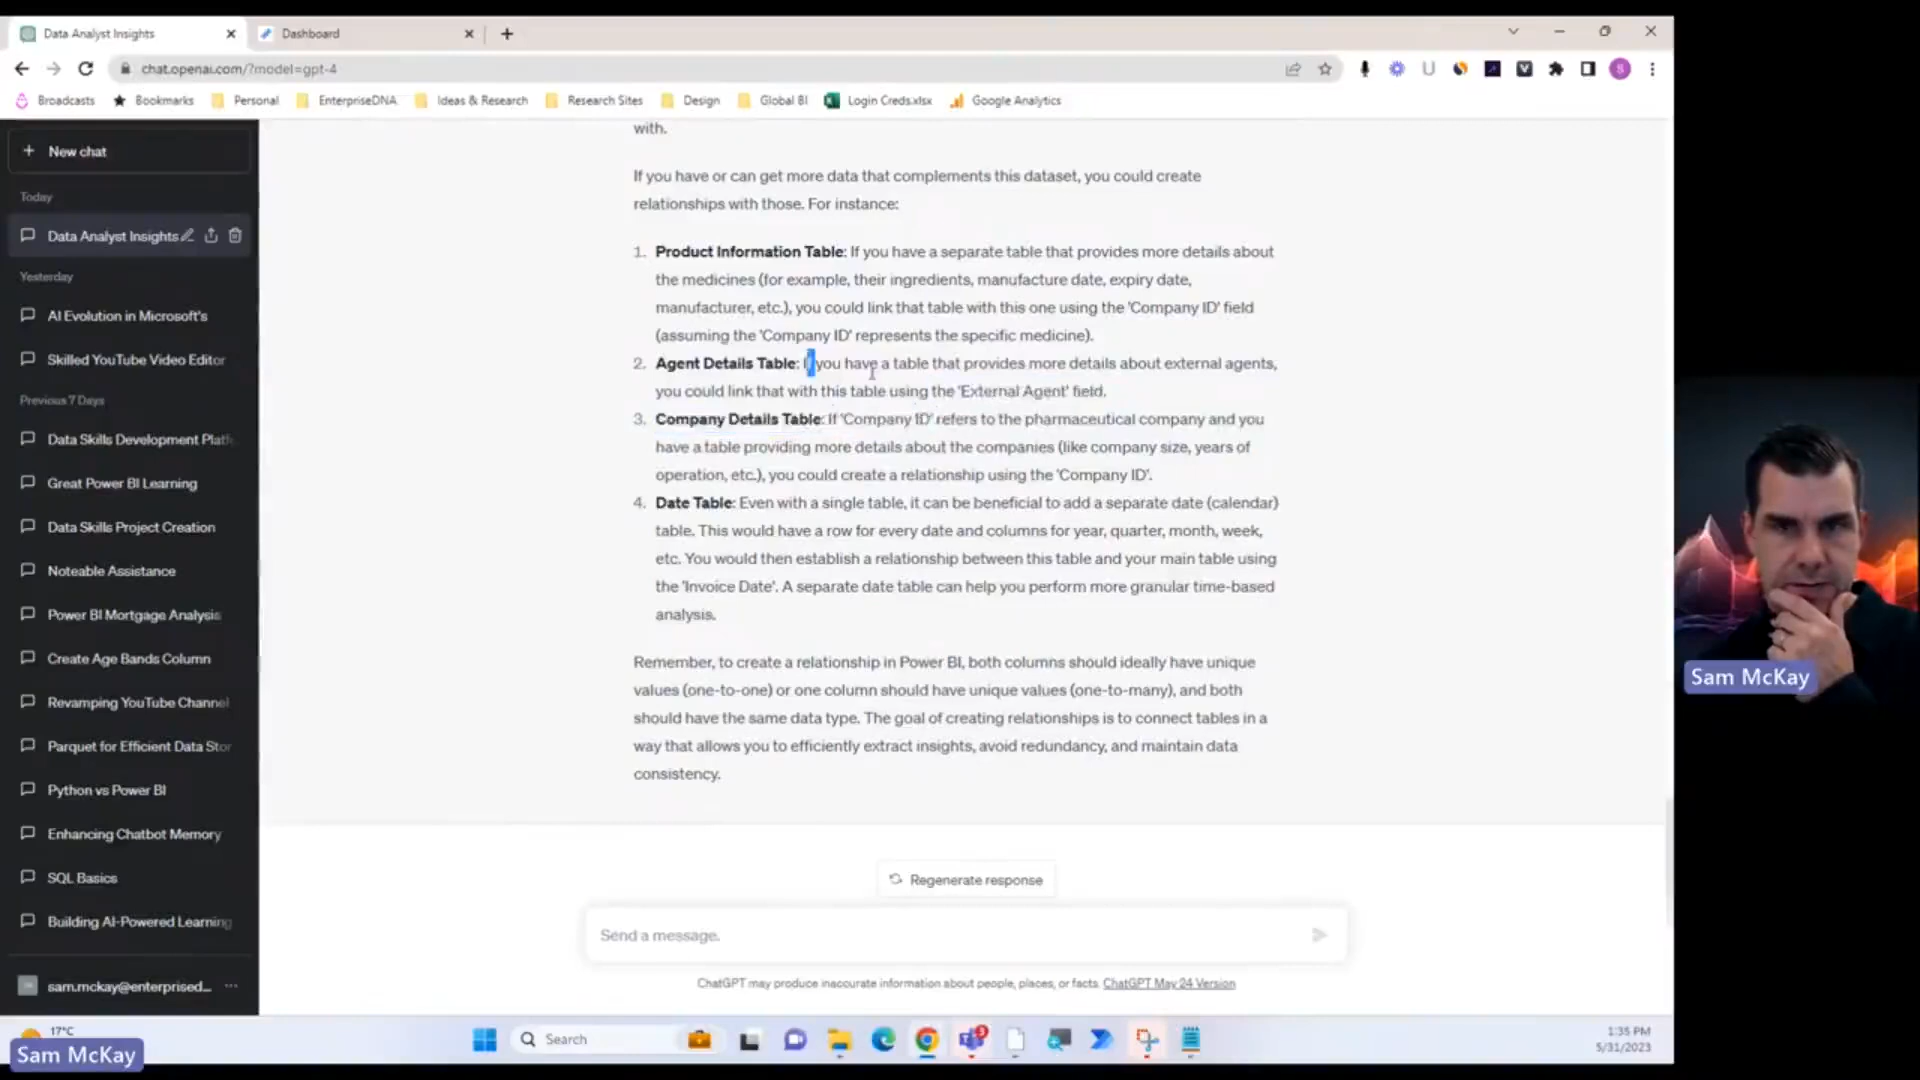 Data Analyst Insights
Dashboard
chat.openai.com/?model=gpt-4
Broadcasts
Bookmarks
Personal
EnterpriseDNA
Ideas & Research
Research Sites
Design
Global BI
Login Creds.xlsx
Google Analytics
New chat
Today
Data Analyst Insights
Yesterday
AI Evolution in Microsoft's
Skilled YouTube Video Editor
Previous 7 Days
Data Skills Development Platf
Great Power BI Learning
Data Skills Project Creation
Noteable Assistance
Power BI Mortgage Analysis
Create Age Bands Column
Revamping YouTube Channel
Parquet for Efficient Data Stor
Python vs Power BI
Enhancing Chatbot Memory
SQL Basics
Building AI-Powered Learning
sam.mckay@enterprised...
with.
If you have or can get more data that complements this dataset, you could create
relationships with those. For instance:
1. Product Information Table: If you have a separate table that provides more details about
the medicines (for example, their ingredients, manufacture date, expiry date,
manufacturer, etc.), you could link that table with this one using the 'Company ID' field
(assuming the 'Company ID' represents the specific medicine).
2. Agent Details Table: If you have a table that provides more details about external agents,
you could link that with this table using the 'External Agent' field.
3. Company Details Table: If 'Company ID' refers to the pharmaceutical company and you
have a table providing more details about the companies (like company size, years of
operation, etc.), you could create a relationship using the 'Company ID'.
4. Date Table: Even with a single table, it can be beneficial to add a separate date (calendar)
table. This would have a row for every date and columns for year, quarter, month, week,
etc. You would then establish a relationship between this table and your main table using
the 'Invoice Date'. A separate date table can help you perform more granular time-based
analysis.
Remember, to create a relationship in Power BI, both columns should ideally have unique
values (one-to-one) or one column should have unique values (one-to-many), and both
should have the same data type. The goal of creating relationships is to connect tables in a
way that allows you to efficiently extract insights, avoid redundancy, and maintain data
consistency.
Regenerate response
Send a message.
ChatGPT may produce inaccurate information about people, places, or facts. ChatGPT May 24 Version
Sam McKay
17°C
Sam McKay
Search
3
1:35 PM
5/31/2023